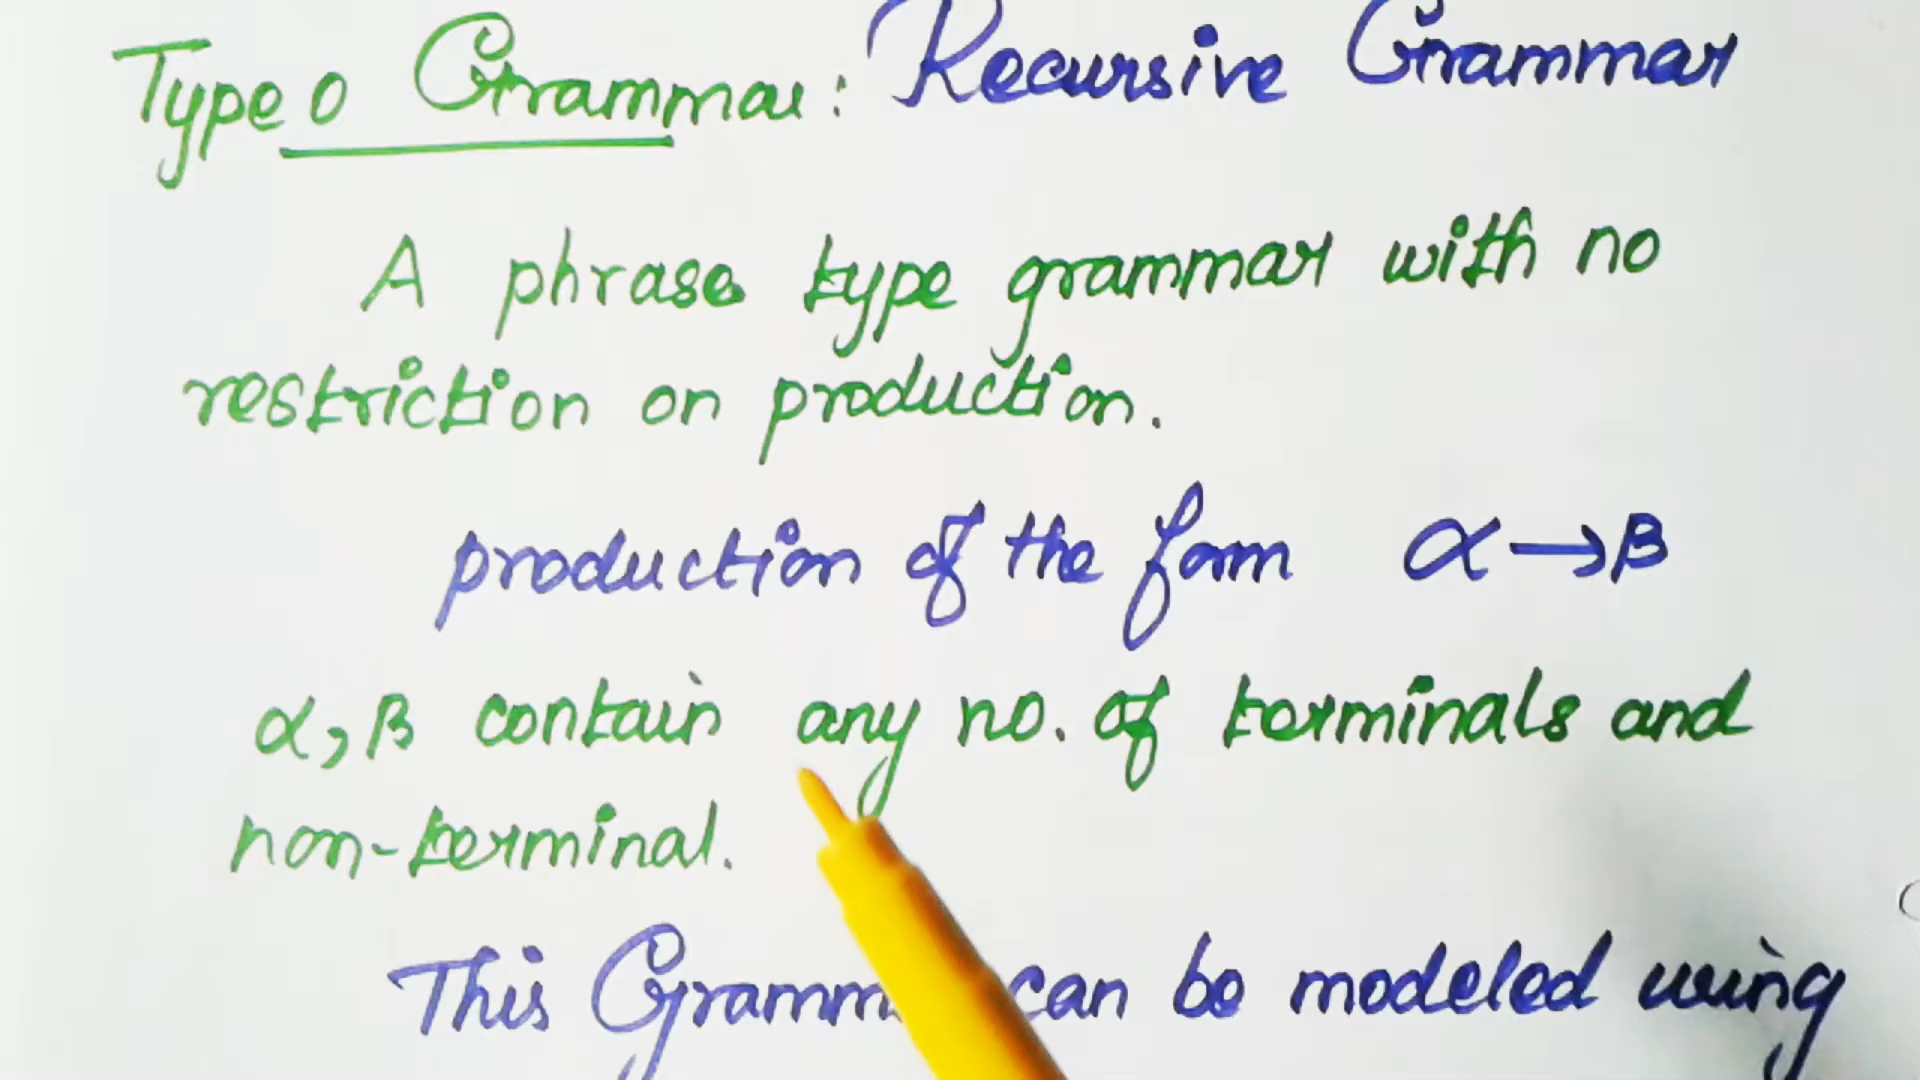 Type 0 Grammar: Recursive Grammar
A phrase type grammar with no
restriction on production.
production of the form α→β
α, β contain any no. of terminals and
non-terminal.
This can be modeled using